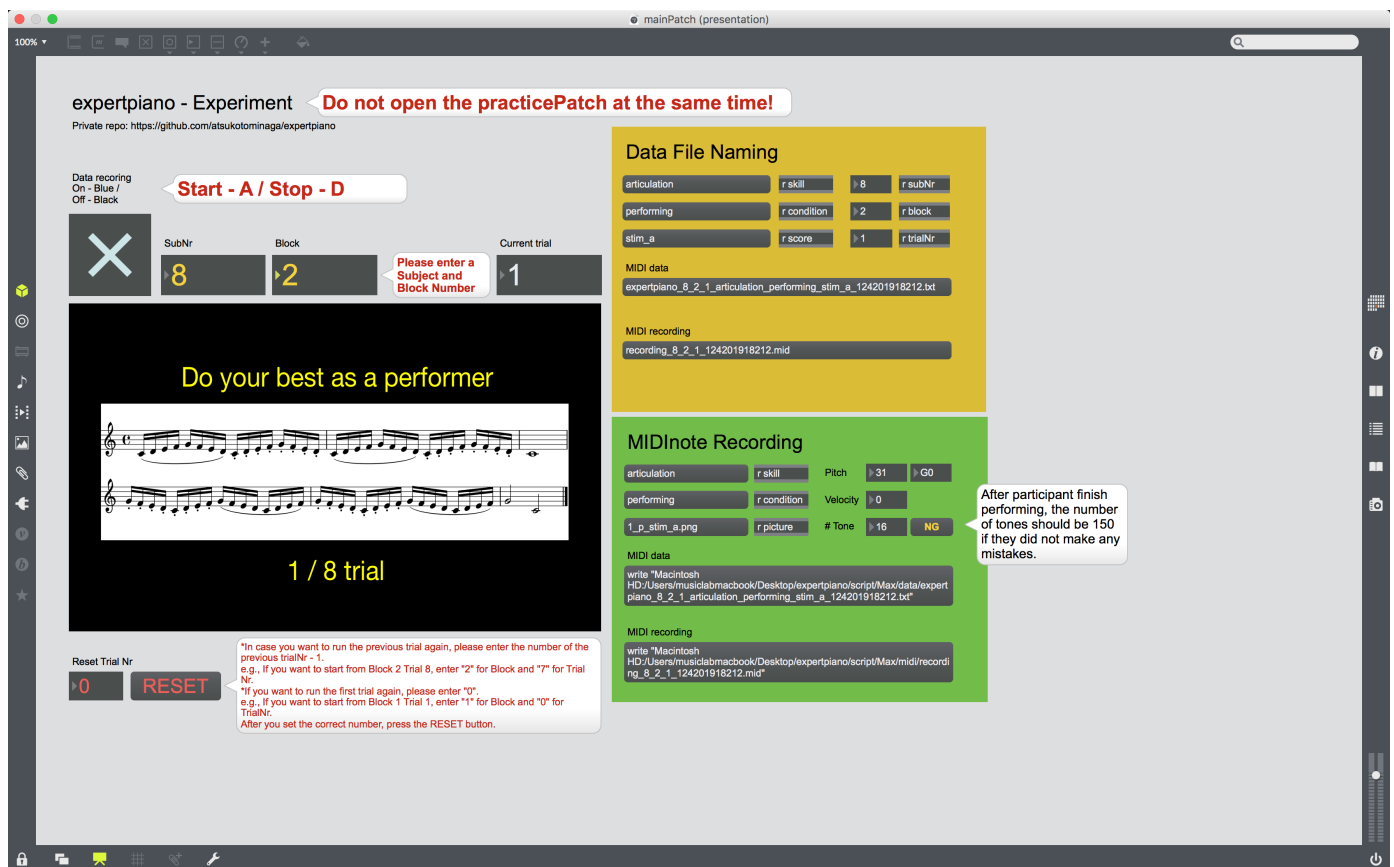 mainPatch (presentation)
100%
expertpiano - Experiment
Do not open the practicePatch at the same time!
Private repo: https://github.com/atsukotominaga/expertpiano
Data recoring
On - Blue /
Off - Black
Start - A / Stop - D
SubNr
Block
Current trial
8
2
Please enter a
Subject and
Block Number
1
Do your best as a performer
1 / 8 trial
Reset Trial Nr
0
RESET
*In case you want to run the previous trial again, please enter the number of the
previous trialNr - 1.
e.g., If you want to start from Block 2 Trial 8, enter "2" for Block and "7" for Trial
Nr.
*If you want to run the first trial again, please enter "0".
e.g., If you want to start from Block 1 Trial 1, enter "1" for Block and "0" for
TrialNr.
After you set the correct number, press the RESET button.
Data File Naming
articulation r skill 8 r subNr
performing r condition 2 r block
stim_a r score 1 r trialNr
MIDI data
expertpiano_8_2_1_articulation_performing_stim_a_124201918212.txt
MIDI recording
recording_8_2_1_124201918212.mid
MIDInote Recording
articulation r skill Pitch 31 G0
performing r condition Velocity 0
1_p_stim_a.png r picture # Tone 16 NG
MIDI data
write "Macintosh
HD:/Users/musiclabmacbook/Desktop/expertpiano/script/Max/data/expert
piano_8_2_1_articulation_performing_stim_a_124201918212.txt"
MIDI recording
write "Macintosh
HD:/Users/musiclabmacbook/Desktop/expertpiano/script/Max/midi/recordi
ng_8_2_1_124201918212.mid"
After participant finish
performing, the number
of tones should be 150
if they did not make any
mistakes.